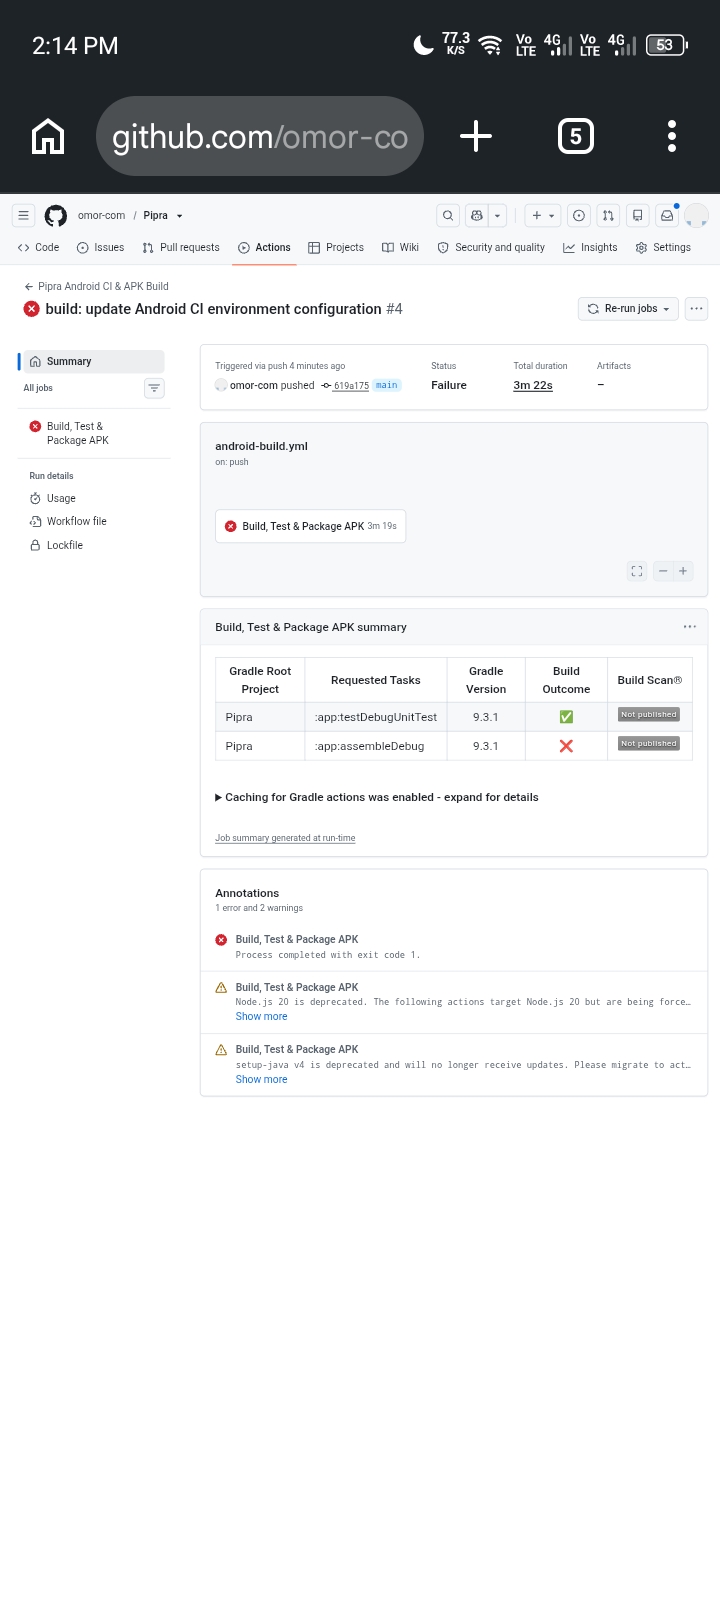 2:14 PM
77.3
K/S
Vo
LTE
4G
Vo
LTE
4G
53
github.com/omor-co
5
omor-com / Pipra
Code
Issues
Pull requests
Actions
Projects
Wiki
Security and quality
Insights
Settings
← Pipra Android CI & APK Build
build: update Android CI environment configuration #4
Re-run jobs
Summary
All jobs
Build, Test &
Package APK
Run details
Usage
Workflow file
Lockfile
Triggered via push 4 minutes ago
omor-com pushed 619a175 main
Status
Failure
Total duration
3m 22s
Artifacts
–
android-build.yml
on: push
Build, Test & Package APK 3m 19s
Build, Test & Package APK summary
Gradle Root
Project
Requested Tasks
Gradle
Version
Build
Outcome
Build Scan®
Pipra :app:testDebugUnitTest 9.3.1 ✅ Not published
Pipra :app:assembleDebug 9.3.1 ❌ Not published
▶ Caching for Gradle actions was enabled - expand for details
Job summary generated at run-time
Annotations
1 error and 2 warnings
Build, Test & Package APK
Process completed with exit code 1.
Build, Test & Package APK
Node.js 20 is deprecated. The following actions target Node.js 20 but are being force…
Show more
Build, Test & Package APK
setup-java v4 is deprecated and will no longer receive updates. Please migrate to act…
Show more